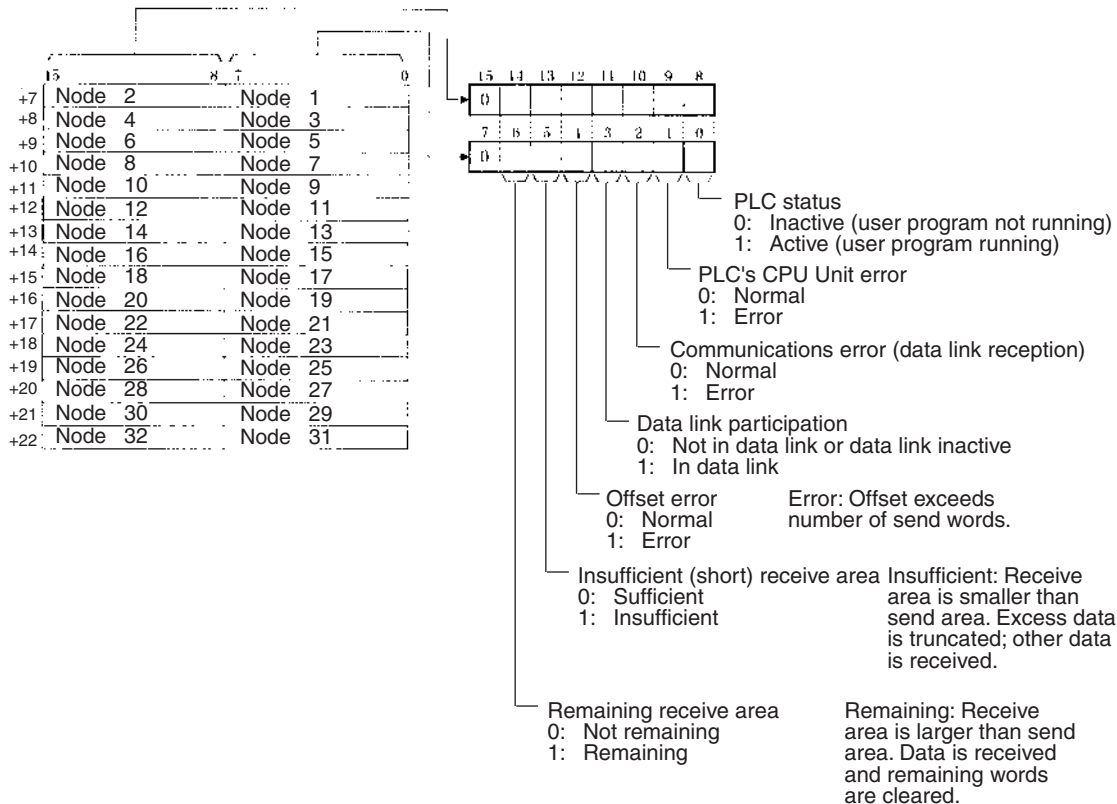 15 8 7 0
+7 Node 2 Node 1
+8 Node 4 Node 3
+9 Node 6 Node 5
+10 Node 8 Node 7
+11 Node 10 Node 9
+12 Node 12 Node 11
+13 Node 14 Node 13
+14 Node 16 Node 15
+15 Node 18 Node 17
+16 Node 20 Node 19
+17 Node 22 Node 21
+18 Node 24 Node 23
+19 Node 26 Node 25
+20 Node 28 Node 27
+21 Node 30 Node 29
+22 Node 32 Node 31
15 14 13 12 11 10 9 8
0
7 6 5 4 3 2 1 0
0
PLC status
0: Inactive (user program not running)
1: Active (user program running)
PLC's CPU Unit error
0: Normal
1: Error
Communications error (data link reception)
0: Normal
1: Error
Data link participation
0: Not in data link or data link inactive
1: In data link
Offset error
0: Normal
1: Error
Error: Offset exceeds
number of send words.
Insufficient (short) receive area
0: Sufficient
1: Insufficient
Insufficient: Receive
area is smaller than
send area. Excess data
is truncated; other data
is received.
Remaining receive area
0: Not remaining
1: Remaining
Remaining: Receive
area is larger than send
area. Data is received
and remaining words
are cleared.